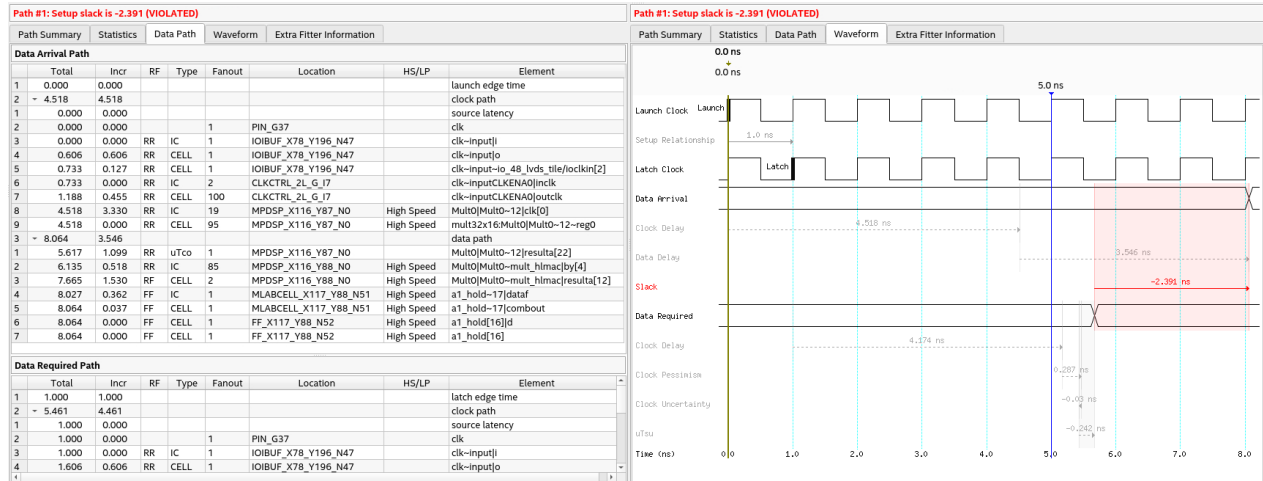 Path #1: Setup slack is -2.391 (VIOLATED)
Path Summary Statistics Data Path Waveform Extra Fitter Information
Data Arrival Path
Total Incr RF Type Fanout Location HS/LP Element
1 0.000 0.000 launch edge time
2 4.518 4.518 clock path
1 0.000 0.000 source latency
2 0.000 0.000 1 PIN_G37 clk
3 0.000 0.000 RR IC 1 IOIBUF_X78_Y196_N47 clk~input|i
4 0.606 0.606 RR CELL 1 IOIBUF_X78_Y196_N47 clk~input|o
5 0.733 0.127 RR CELL 1 IOIBUF_X78_Y196_N47 clk~input~io_48_lvds_tile/ioclkin[2]
6 0.733 0.000 RR IC 2 CLKCTRL_2L_G_I7 clk~inputCLKENA0|inclk
7 1.188 0.455 RR CELL 100 CLKCTRL_2L_G_I7 clk~inputCLKENA0|outclk
8 4.518 3.330 RR IC 19 MPDSP_X116_Y87_N0 High Speed Mult0|Mult0~12|clk[0]
9 4.518 0.000 RR CELL 95 MPDSP_X116_Y87_N0 High Speed mult32x16:Mult0|Mult0~12~reg0
3 8.064 3.546 data path
1 5.617 1.099 RR uTco 1 MPDSP_X116_Y87_N0 Mult0|Mult0~12|resulta[22]
2 6.135 0.518 RR IC 85 MPDSP_X116_Y88_N0 High Speed Mult0|Mult0~mult_hlmac|by[4]
3 7.665 1.530 RF CELL 2 MPDSP_X116_Y88_N0 High Speed Mult0|Mult0~mult_hlmac|resulta[12]
4 8.027 0.362 FF IC 1 MLABCELL_X117_Y88_N51 High Speed a1_hold~17|dataf
5 8.064 0.037 FF CELL 1 MLABCELL_X117_Y88_N51 High Speed a1_hold~17|combout
6 8.064 0.000 FF CELL 1 FF_X117_Y88_N52 High Speed a1_hold[16]|d
7 8.064 0.000 FF CELL 1 FF_X117_Y88_N52 High Speed a1_hold[16]
Data Required Path
Total Incr RF Type Fanout Location HS/LP Element
1 1.000 1.000 latch edge time
2 5.461 4.461 clock path
1 1.000 0.000 source latency
2 1.000 0.000 1 PIN_G37 clk
3 1.000 0.000 RR IC 1 IOIBUF_X78_Y196_N47 clk~input|i
4 1.606 0.606 RR CELL 1 IOIBUF_X78_Y196_N47 clk~input|o
Path #1: Setup slack is -2.391 (VIOLATED)
Path Summary Statistics Data Path Waveform Extra Fitter Information
0.0 ns
0.0 ns
5.0 ns
Launch Clock Launch
Setup Relationship 1.0 ns
Latch Clock Latch
Data Arrival
Clock Delay 4.518 ns
Data Delay 3.546 ns
Slack -2.391 ns
Data Required
Clock Delay 4.174 ns
Clock Pessimism 0.287 ns
Clock Uncertainty -0.03 ns
uTsu -0.242 ns
Time (ns) 0.0 1.0 2.0 3.0 4.0 5.0 6.0 7.0 8.0